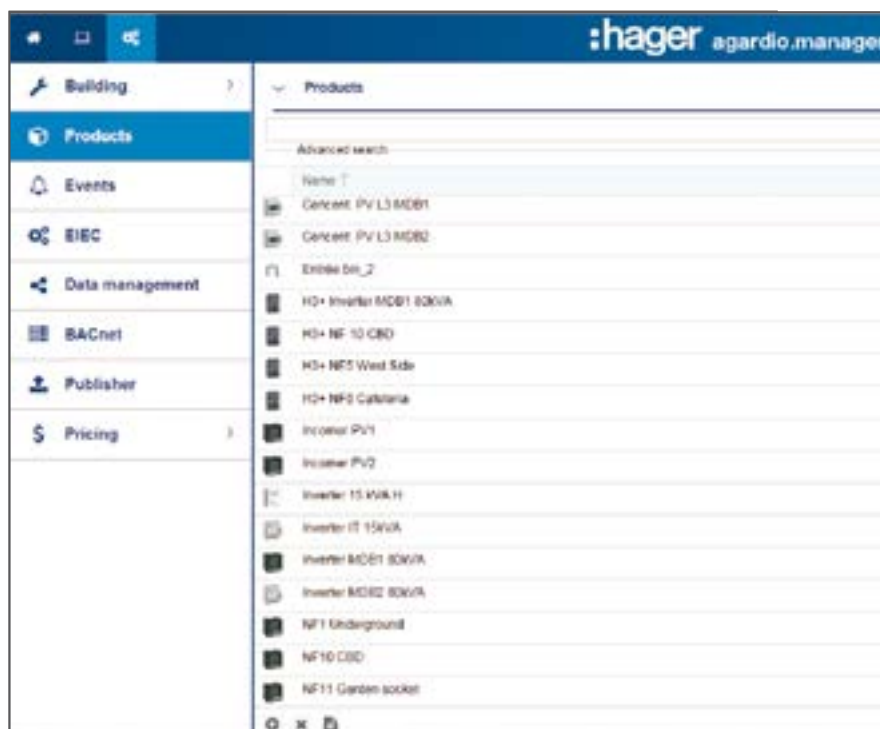 :hager agardio.manager
Building
Products
Events
EIEC
Data management
BACnet
Publisher
Pricing
Products
Advanced search
Name
Concent PV L3 MDB1
Concent PV L3 MDB2
Entrée bin_2
H3+ Inverter MDB1 80kVA
H3+ NF 10 CBD
H3+ NF5 West Side
Cafeteria
Incomer PV1
Incomer PV2
Inverter 15 kVA H
Inverter IT 15kVA
Inverter MDB1 80kVA
Inverter MDB2 80kVA
NF1 Underground
NF10 CBD
NF11 Garden socket